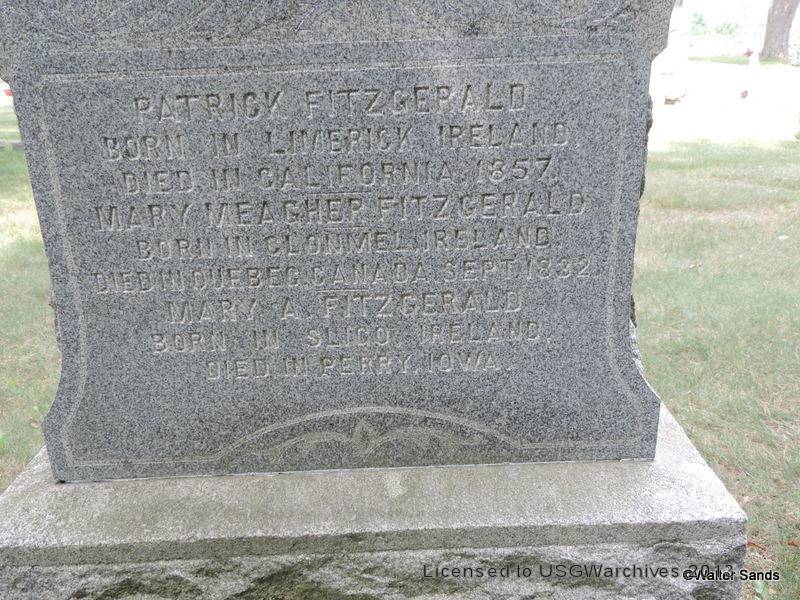 PATRICK FITZGERALD
BORN IN LIMERICK, IRELAND.
DIED IN CALIFORNIA, 1857.
MARY MEAGHER FITZGERALD
BORN IN CLONMEL, IRELAND.
DIED IN QUEBEC, CANADA, SEPT. 1832.
MARY A. FITZGERALD
BORN IN SLIGO, IRELAND.
DIED IN PERRY, IOWA.
Licensed to USGWarchives 2013
©Walter Sands